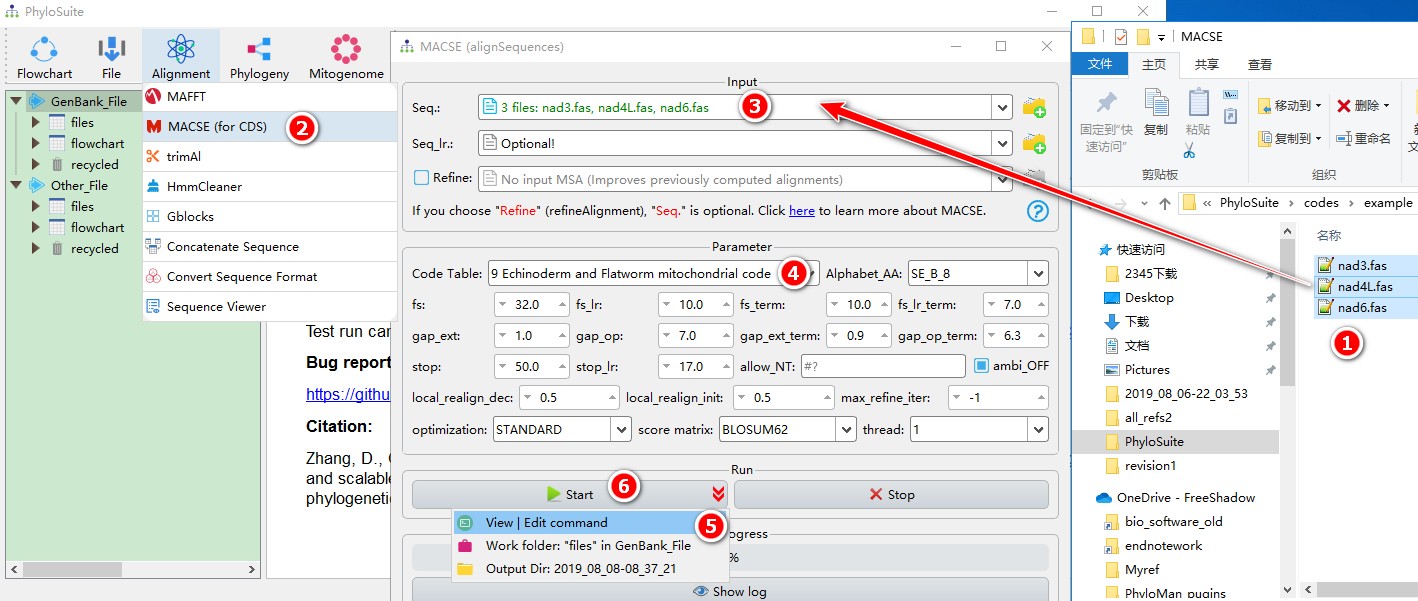 PhyloSuite
Flowchart
File
Alignment
Phylogeny
Mitogenome
GenBank_File
files
flowchart
recycled
Other_File
files
flowchart
recycled
MAFFT
MACSE (for CDS)
2
trimAl
HmmCleaner
Gblocks
Concatenate Sequence
Convert Sequence Format
Sequence Viewer
Test run can
Bug report
https://githu
Citation:
Zhang, D.,
and scalable
phylogenetic
MACSE (alignSequences)
Input
Seq.: 3 files: nad3.fas, nad4L.fas, nad6.fas 3
Seq_lr.: Optional!
Refine: No input MSA (Improves previously computed alignments)
If you choose "Refine" (refineAlignment), "Seq." is optional. Click here to learn more about MACSE. ?
Parameter
Code Table: 9 Echinoderm and Flatworm mitochondrial code 4 Alphabet_AA: SE_B_8
fs: 32.0 fs_lr: 10.0 fs_term: 10.0 fs_lr_term: 7.0
gap_ext: 1.0 gap_op: 7.0 gap_ext_term: 0.9 gap_op_term: 6.3
stop: 50.0 stop_lr: 17.0 allow_NT: #? ambi_OFF
local_realign_dec: 0.5 local_realign_init: 0.5 max_refine_iter: -1
optimization: STANDARD score matrix: BLOSUM62 thread: 1
Run
Start 6 Stop
View | Edit command 5
Work folder: "files" in GenBank_File
Output Dir: 2019_08_08-08_37_21
ogress
%
Show log
MACSE
文件 主页 共享 查看
固定到"快
速访问"
复制
粘贴
剪贴板
移动到 删除
复制到 重命名
组织
« PhyloSuite › codes › example
快速访问
2345下载
Desktop
下载
文档
Pictures
2019_08_06-22_03_53
all_refs2
PhyloSuite
revision1
OneDrive - FreeShadow
bio_software_old
endnotework
Myref
PhyloMan_plugins
名称
nad3.fas
nad4L.fas
nad6.fas
1